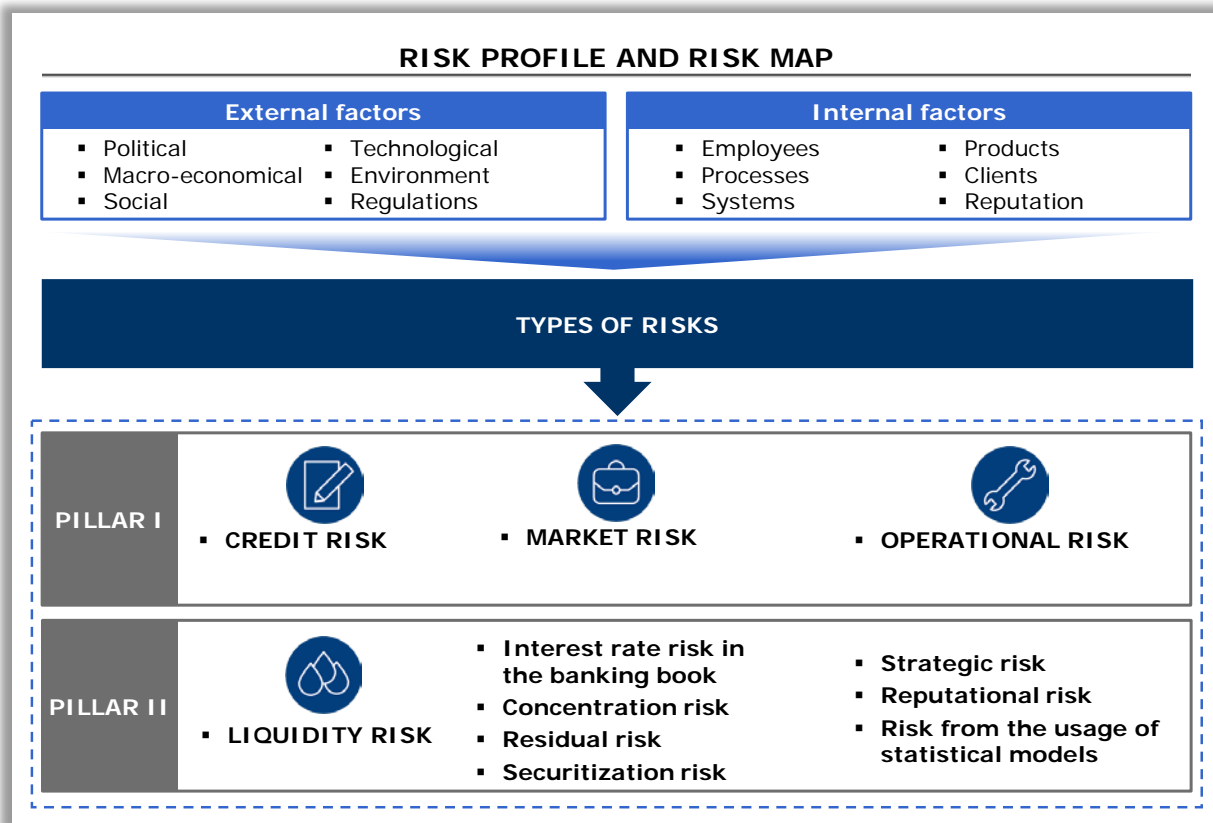 RISK PROFILE AND RISK MAP
External factors
▪ Political
▪ Macro-economical
▪ Social
▪ Technological
▪ Environment
▪ Regulations
Internal factors
▪ Employees
▪ Processes
▪ Systems
▪ Products
▪ Clients
▪ Reputation
TYPES OF RISKS
PILLAR I
▪ CREDIT RISK
▪ MARKET RISK
▪ OPERATIONAL RISK
PILLAR II
▪ LIQUIDITY RISK
▪ Interest rate risk in
the banking book
▪ Concentration risk
▪ Residual risk
▪ Securitization risk
▪ Strategic risk
▪ Reputational risk
▪ Risk from the usage of
statistical models